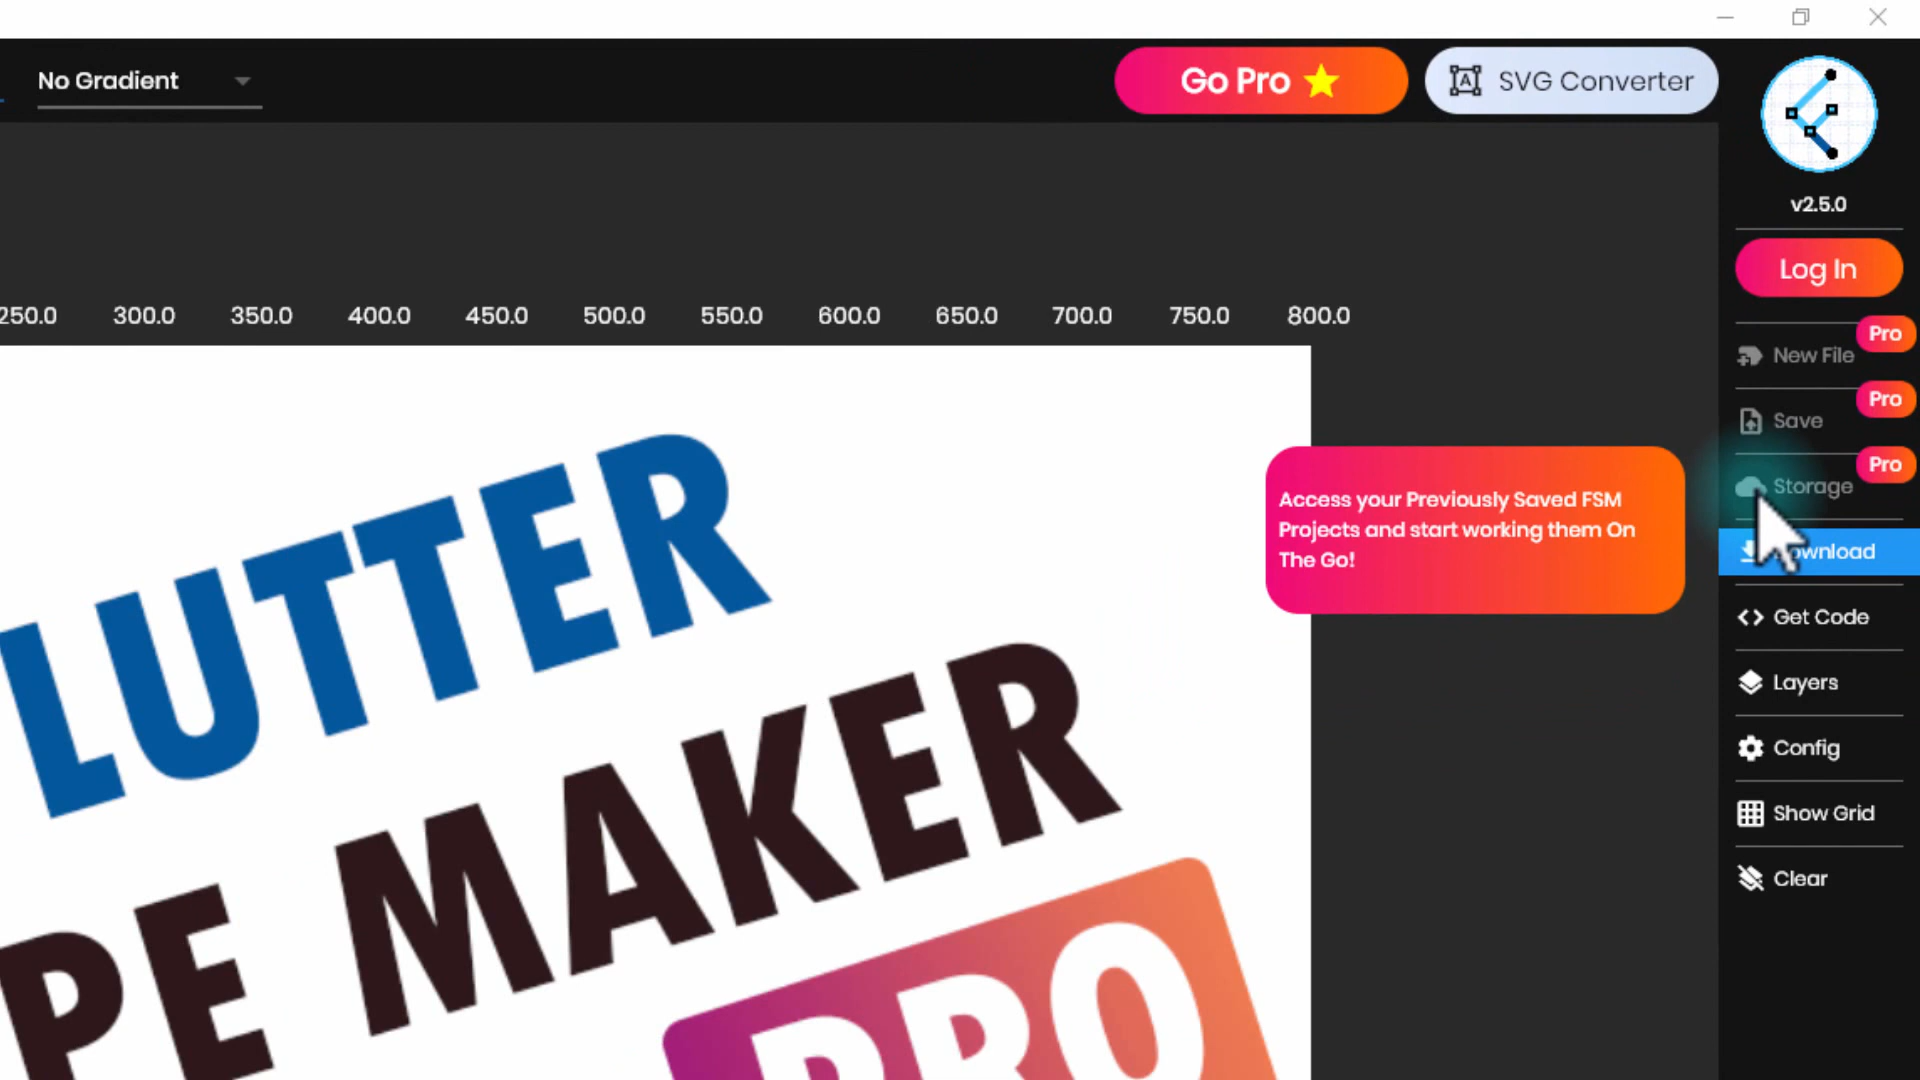 No Gradient
Go Pro
SVG Converter
v2.5.0
Log In
250.0 300.0 350.0 400.0 450.0 500.0 550.0 600.0 650.0 700.0 750.0 800.0
Pro
New File
Pro
Save
Pro
Storage
Access your Previously Saved FSM
Projects and start working them On
The Go!
ownload
Get Code
Layers
Config
Show Grid
Clear
LUTTER
PE MAKER
PRO